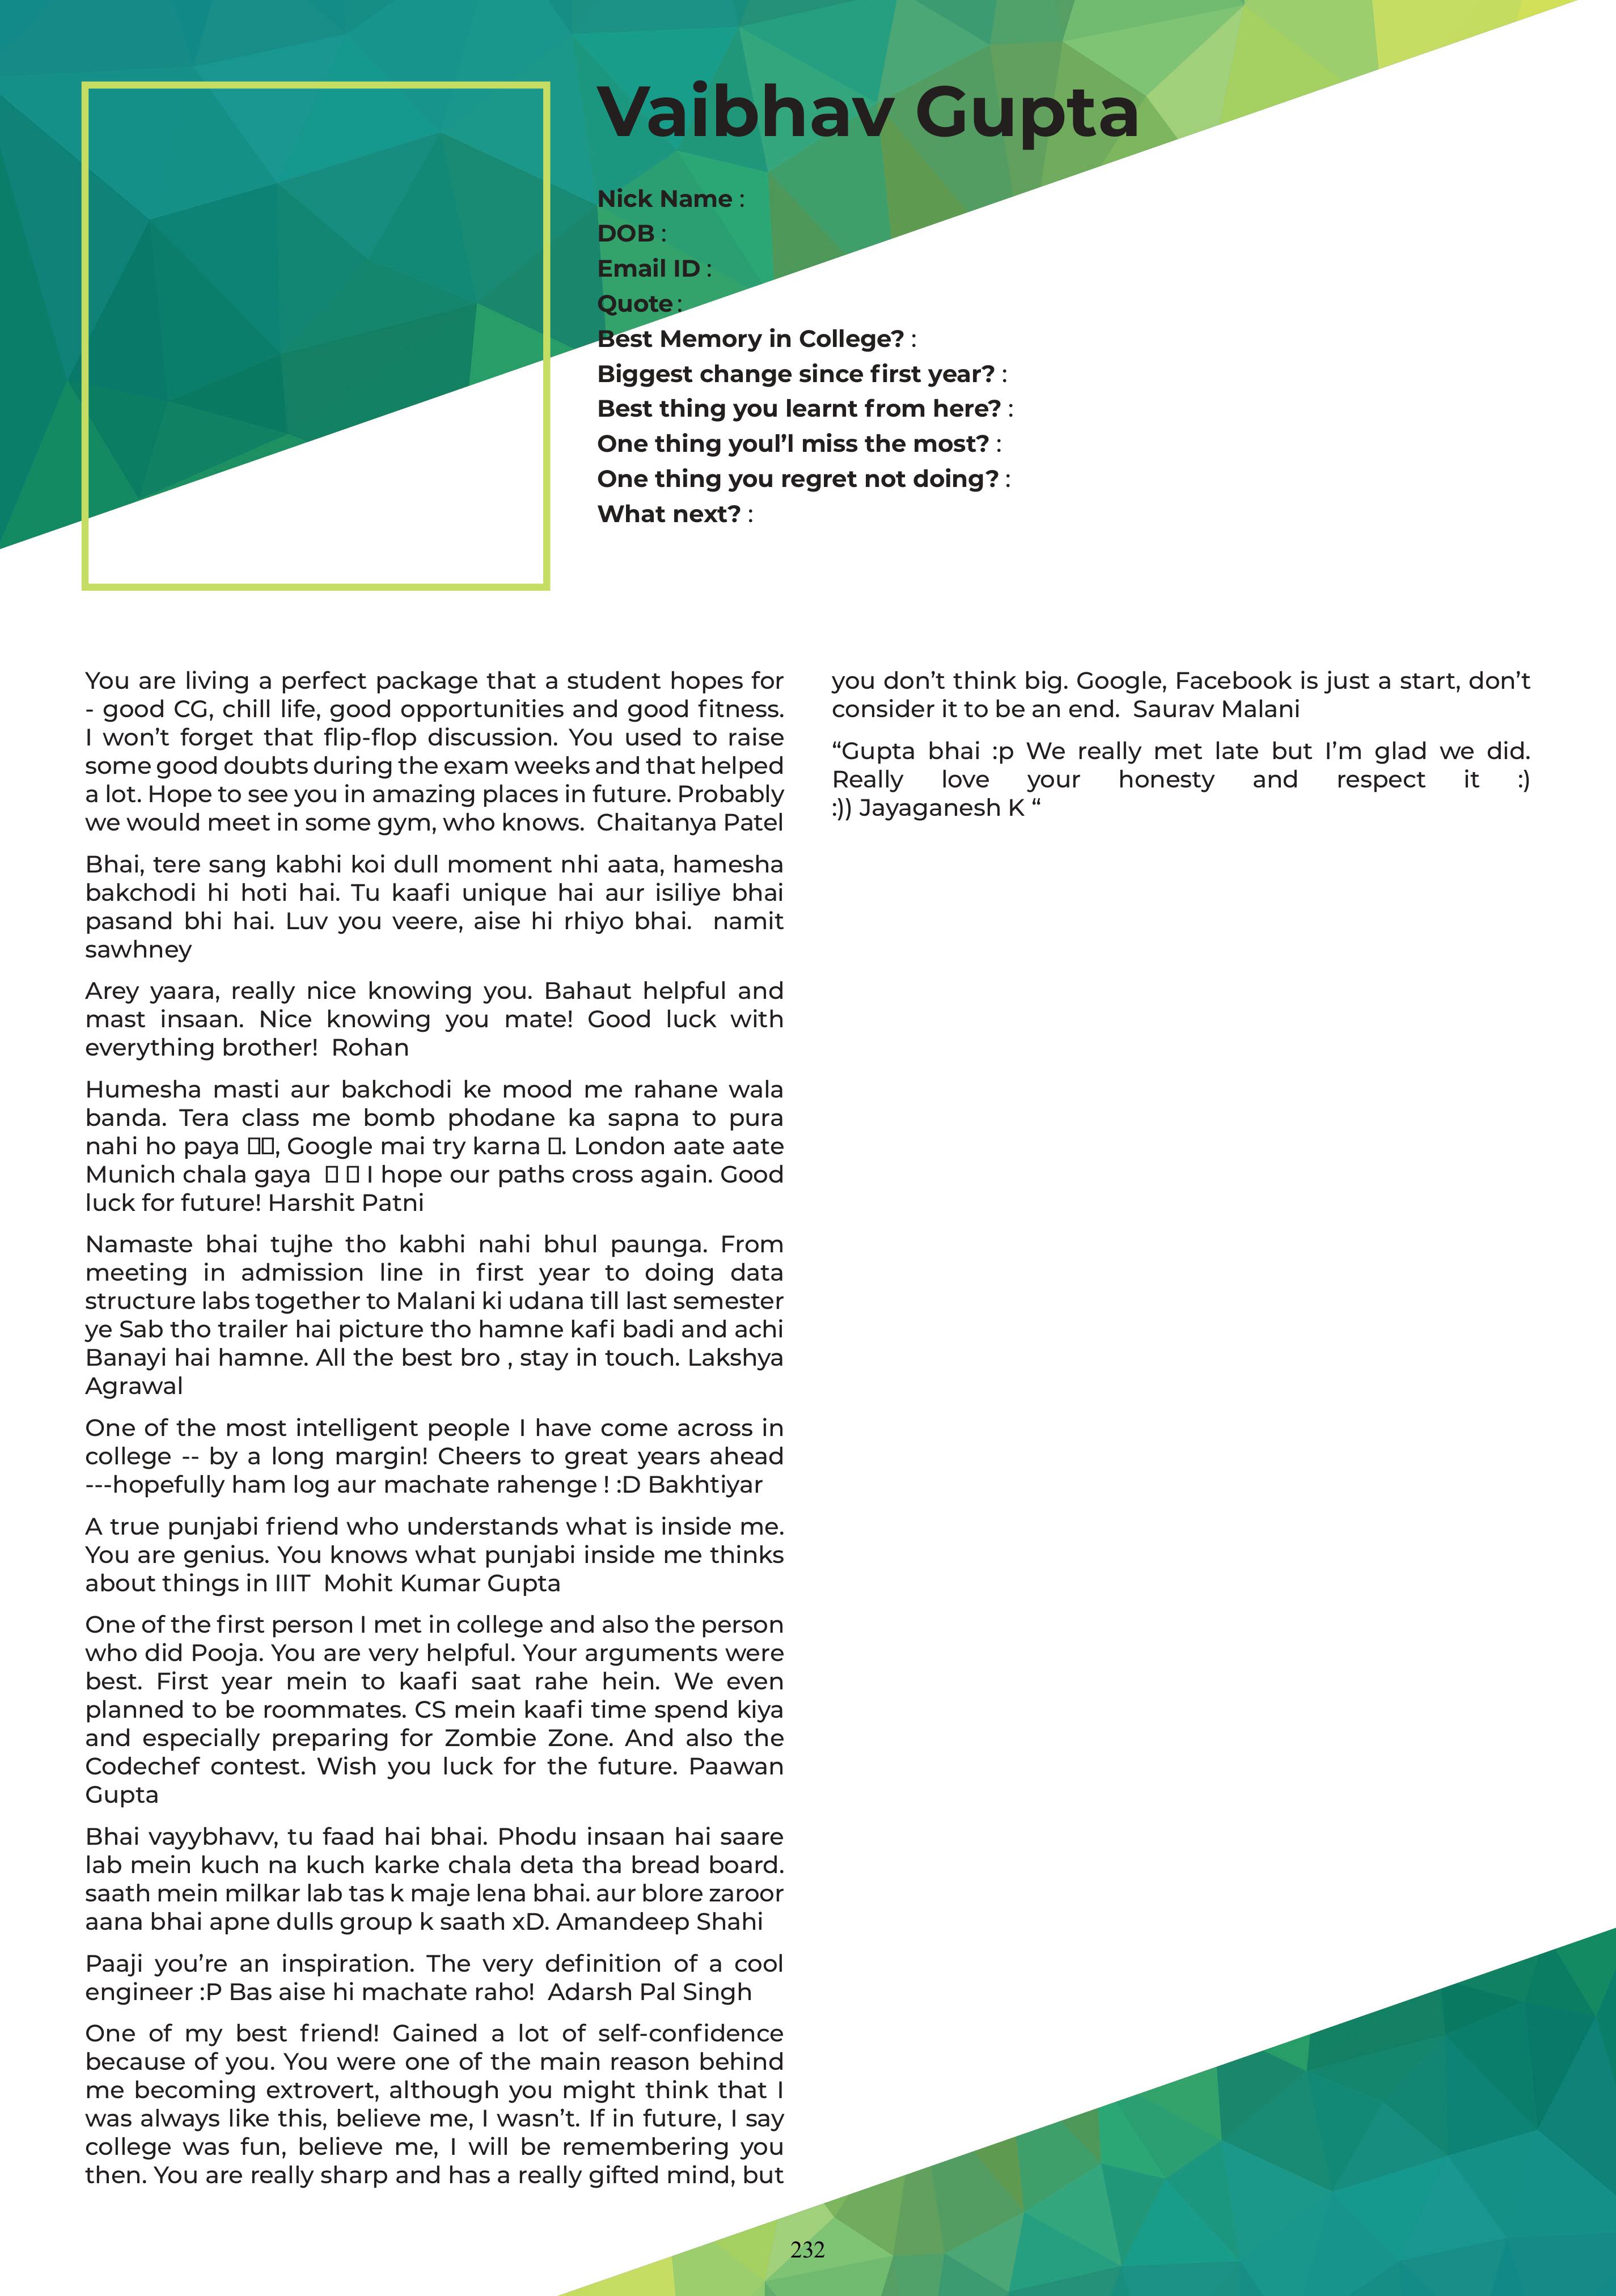 Vaibhav Gupta
Nick Name :
DOB :
Email ID :
Quote :
Best Memory in College? :
Biggest change since first year? :
Best thing you learnt from here? :
One thing youl’l miss the most? :
One thing you regret not doing? :
What next? :
You are living a perfect package that a student hopes for
- good CG, chill life, good opportunities and good fitness.
I won’t forget that flip-flop discussion. You used to raise
some good doubts during the exam weeks and that helped
a lot. Hope to see you in amazing places in future. Probably
we would meet in some gym, who knows.  Chaitanya Patel
Bhai, tere sang kabhi koi dull moment nhi aata, hamesha
bakchodi hi hoti hai. Tu kaafi unique hai aur isiliye bhai
pasand bhi hai. Luv you veere, aise hi rhiyo bhai.  namit
sawhney
Arey yaara, really nice knowing you. Bahaut helpful and
mast insaan. Nice knowing you mate! Good luck with
everything brother!  Rohan
Humesha masti aur bakchodi ke mood me rahane wala
banda. Tera class me bomb phodane ka sapna to pura
nahi ho paya ▯▯, Google mai try karna ▯. London aate aate
Munich chala gaya  ▯ ▯ I hope our paths cross again. Good
luck for future! Harshit Patni
Namaste bhai tujhe tho kabhi nahi bhul paunga. From
meeting in admission line in first year to doing data
structure labs together to Malani ki udana till last semester
ye Sab tho trailer hai picture tho hamne kafi badi and achi
Banayi hai hamne. All the best bro , stay in touch. Lakshya
Agrawal
One of the most intelligent people I have come across in
college -- by a long margin! Cheers to great years ahead
---hopefully ham log aur machate rahenge ! :D Bakhtiyar
A true punjabi friend who understands what is inside me.
You are genius. You knows what punjabi inside me thinks
about things in IIIT  Mohit Kumar Gupta
One of the first person I met in college and also the person
who did Pooja. You are very helpful. Your arguments were
best. First year mein to kaafi saat rahe hein. We even
planned to be roommates. CS mein kaafi time spend kiya
and especially preparing for Zombie Zone. And also the
Codechef contest. Wish you luck for the future. Paawan
Gupta
Bhai vayybhavv, tu faad hai bhai. Phodu insaan hai saare
lab mein kuch na kuch karke chala deta tha bread board.
saath mein milkar lab tas k maje lena bhai. aur blore zaroor
aana bhai apne dulls group k saath xD. Amandeep Shahi
Paaji you’re an inspiration. The very definition of a cool
engineer :P Bas aise hi machate raho!  Adarsh Pal Singh
One of my best friend! Gained a lot of self-confidence
because of you. You were one of the main reason behind
me becoming extrovert, although you might think that I
was always like this, believe me, I wasn’t. If in future, I say
college was fun, believe me, I will be remembering you
then. You are really sharp and has a really gifted mind, but
you don’t think big. Google, Facebook is just a start, don’t
consider it to be an end.  Saurav Malani
“Gupta bhai :p We really met late but I’m glad we did.
Really love your honesty and respect it :)
:)) Jayaganesh K “
232